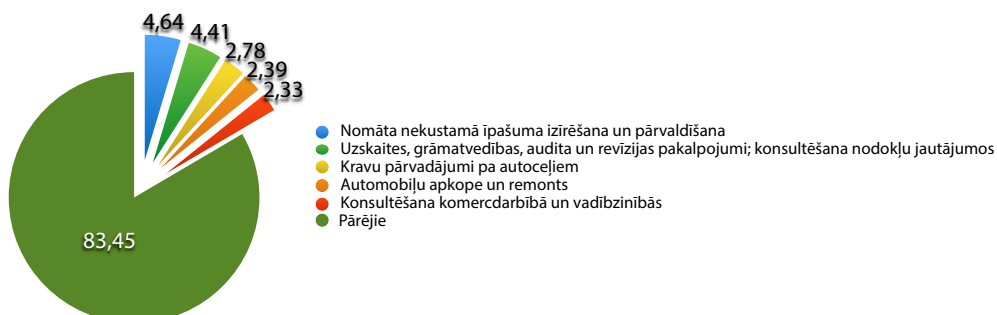 4,64
4,41
2,78
2,39
2,33
83,45
Nomāta nekustamā īpašuma izīrēšana un pārvaldīšana
Uzskaites, grāmatvedības, audita un revīzijas pakalpojumi; konsultēšana nodokļu jautājumos
Kravu pārvadājumi pa autoceļiem
Automobiļu apkope un remonts
Konsultēšana komercdarbībā un vadībzinībās
Pārējie